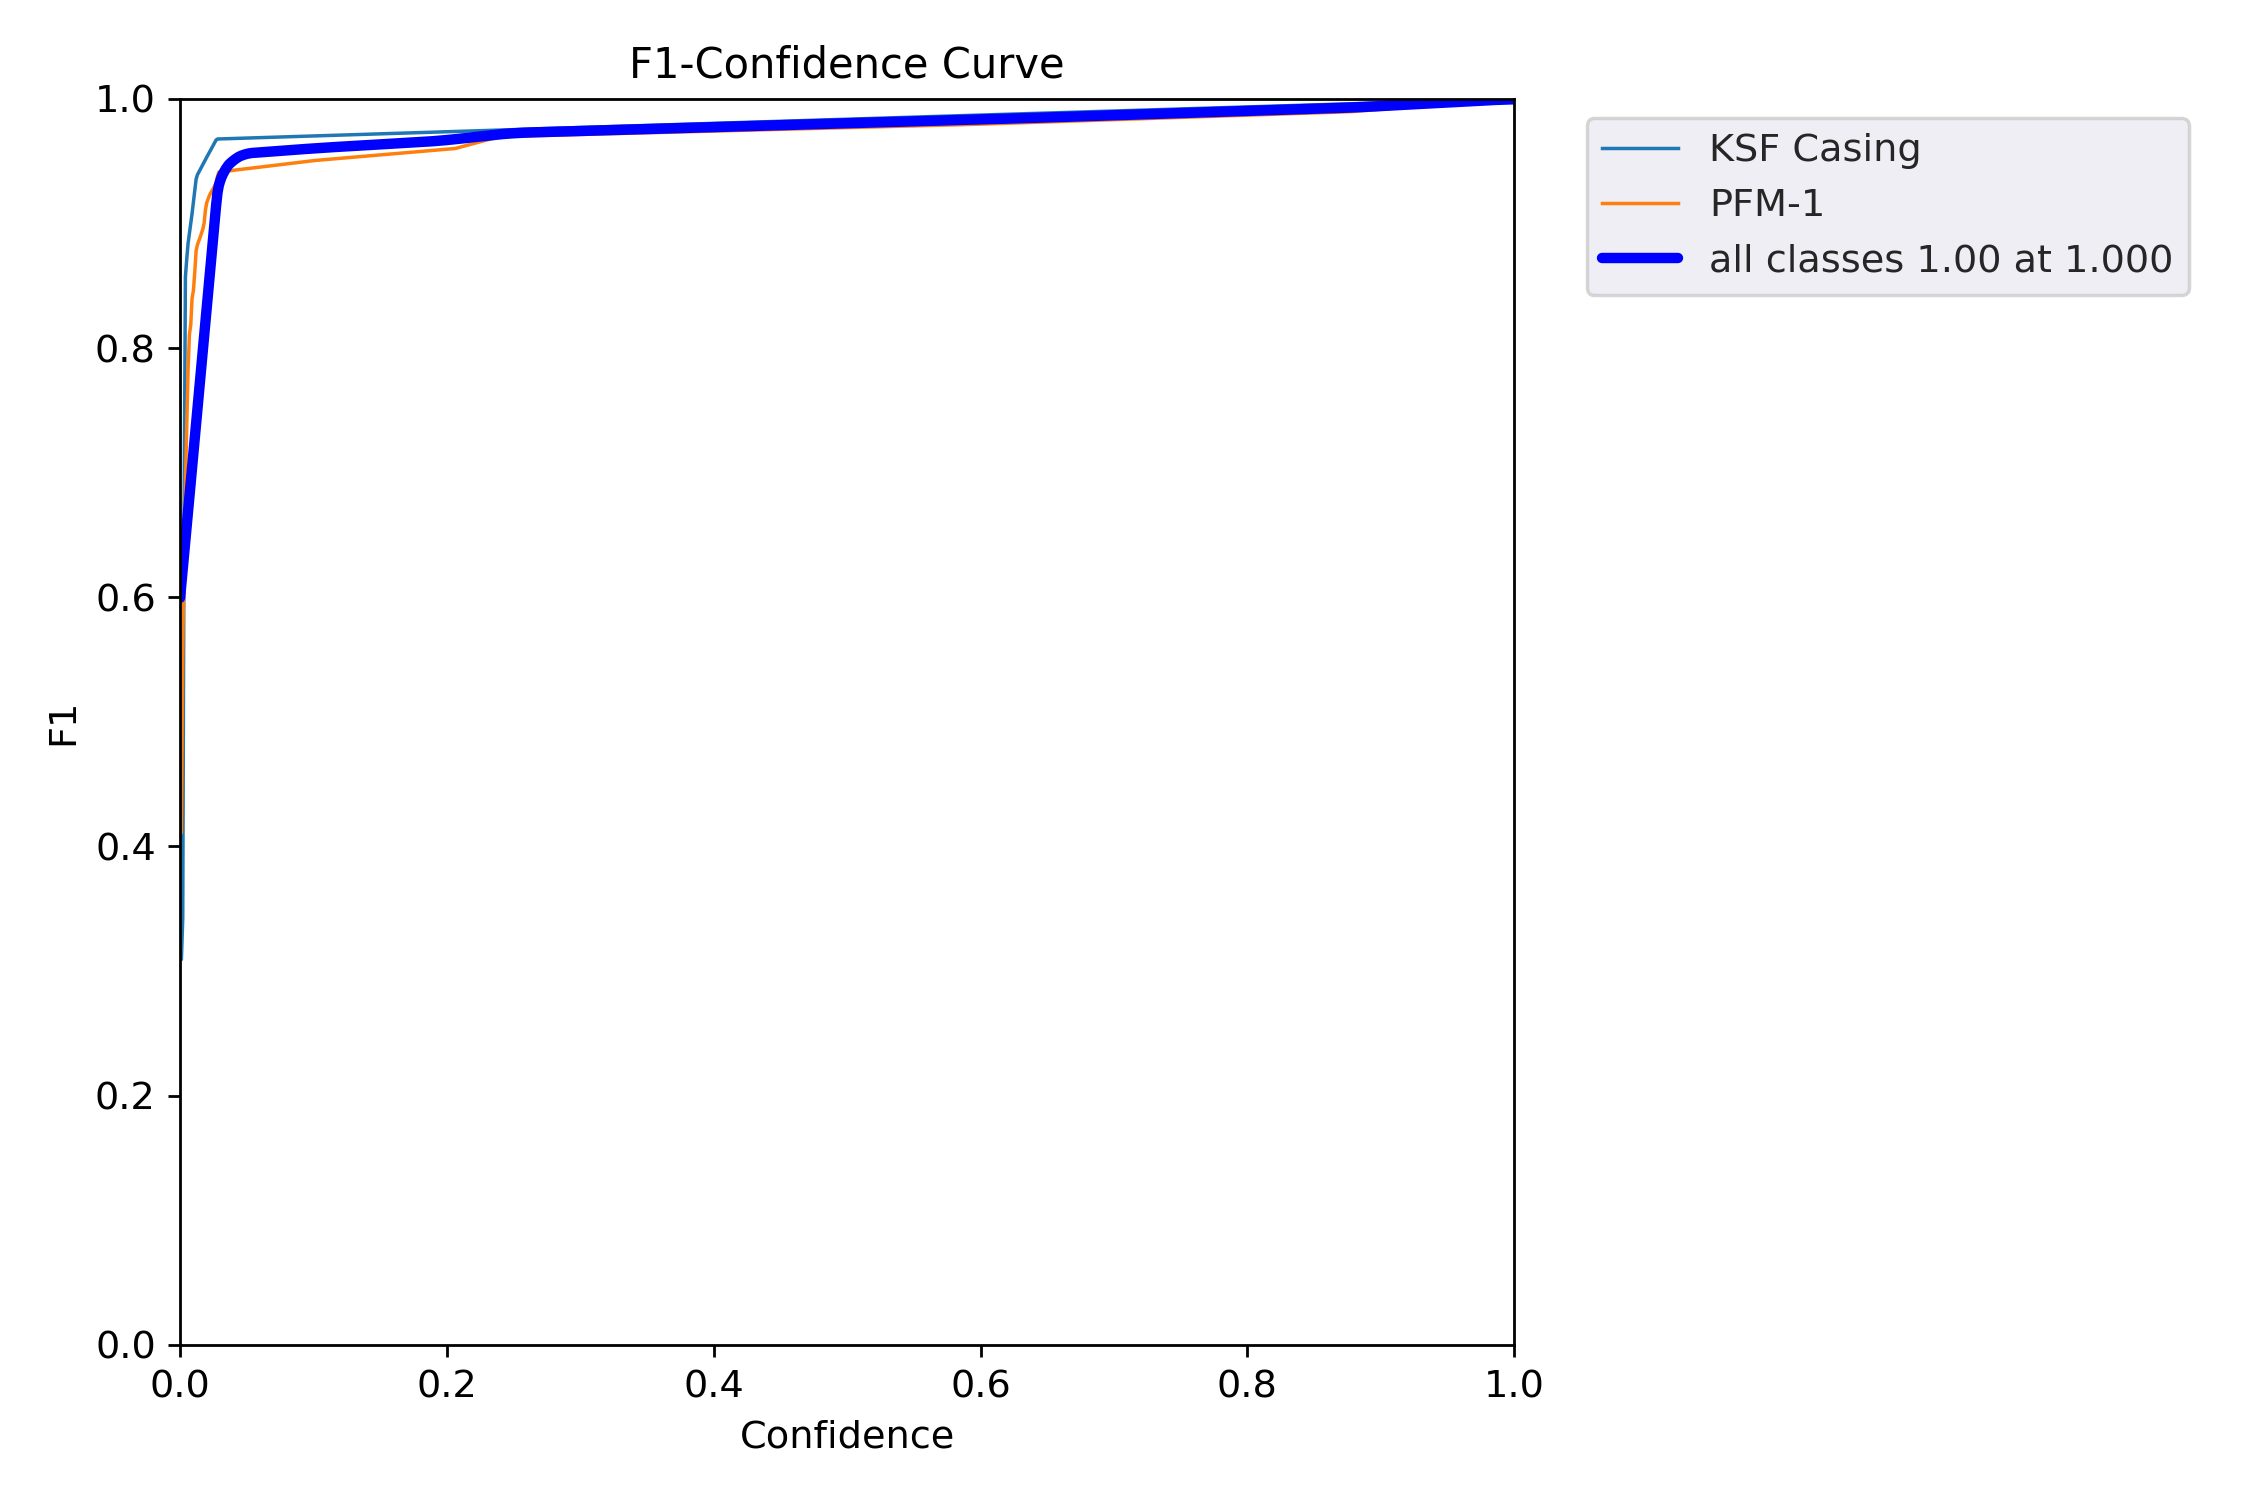 F1-Confidence Curve
1.0
0.8
0.6
0.4
0.2
0.0
F1
0.0 0.2 0.4 0.6 0.8 1.0
Confidence
KSF Casing
PFM-1
all classes 1.00 at 1.000